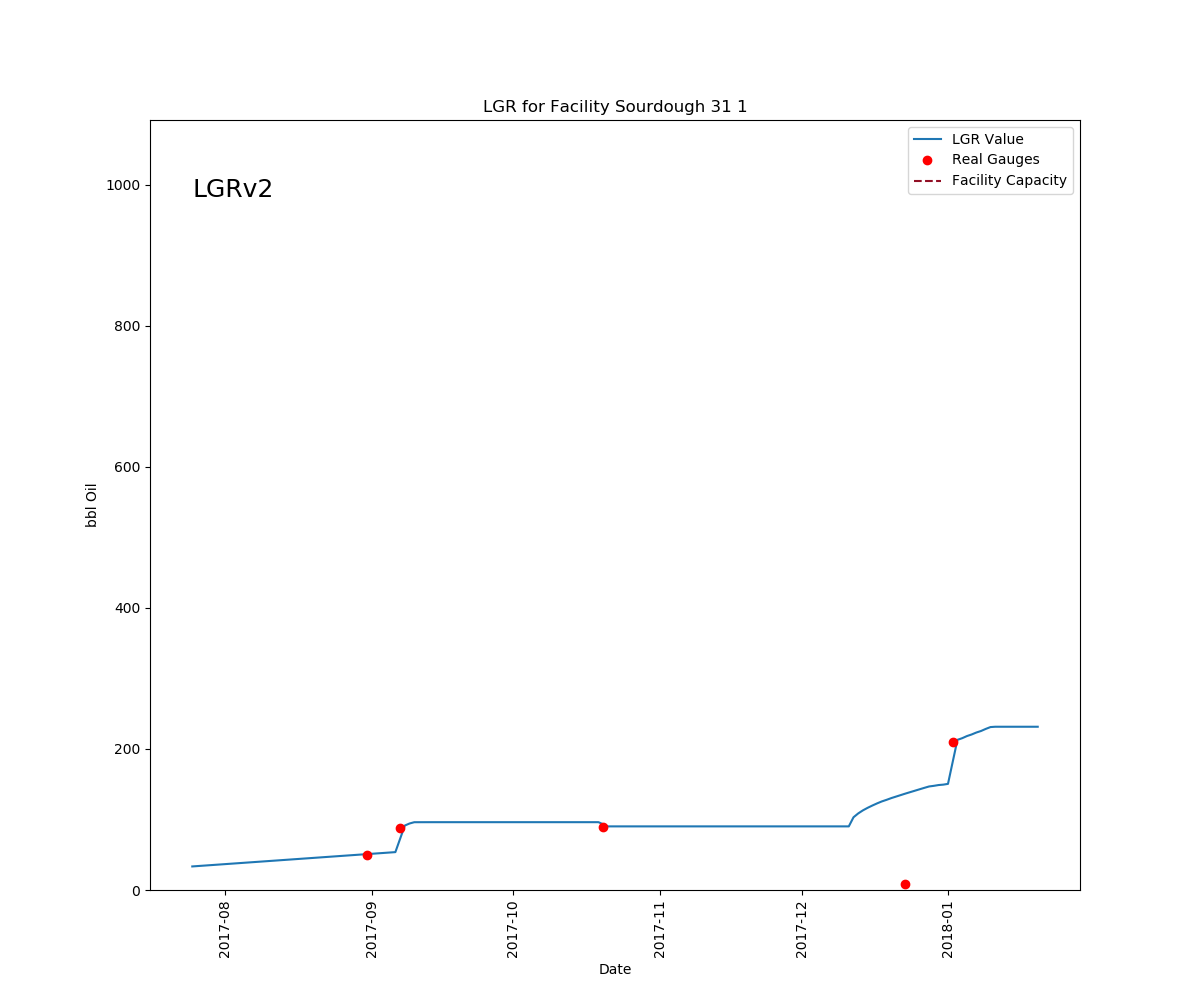 LGR for Facility Sourdough 31 1
LGRv2
LGR Value
Real Gauges
Facility Capacity
bbl Oil
1000
800
600
400
200
0
2017-08
2017-09
2017-10
2017-11
2017-12
2018-01
Date